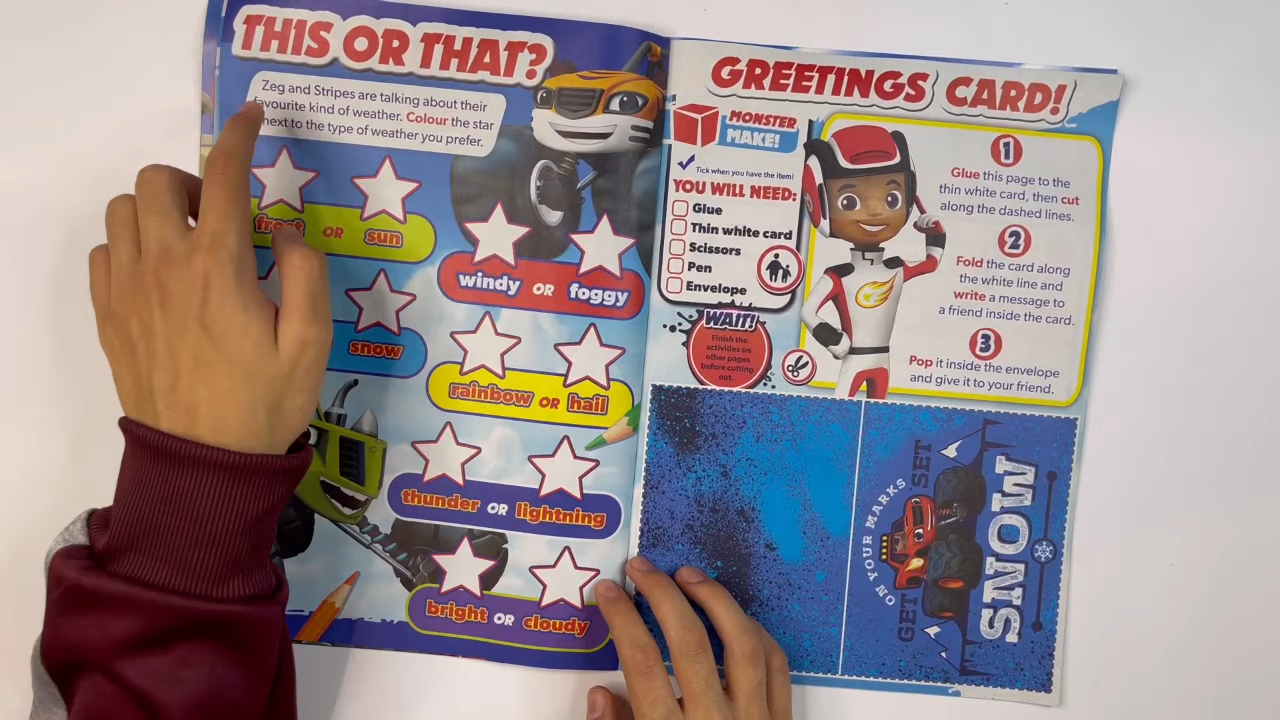 THIS OR THAT?
Zeg and Stripes are talking about their
favourite kind of weather. Colour the star
next to the type of weather you prefer.
frost OR sun
windy OR foggy
snow
rainbow OR hail
thunder OR lightning
bright OR cloudy
GREETINGS CARD!
MONSTER
MAKE!
Tick when you have the item!
YOU WILL NEED:
Glue
Thin white card
Scissors
Pen
Envelope
WAIT!
Finish the
activities on
other pages
before cutting
out.
1
Glue this page to the
thin white card, then cut
along the dashed lines.
2
Fold the card along
the white line and
write a message to
a friend inside the card.
3
Pop it inside the envelope
and give it to your friend.
ON YOUR MARKS
GET SET
SNOW